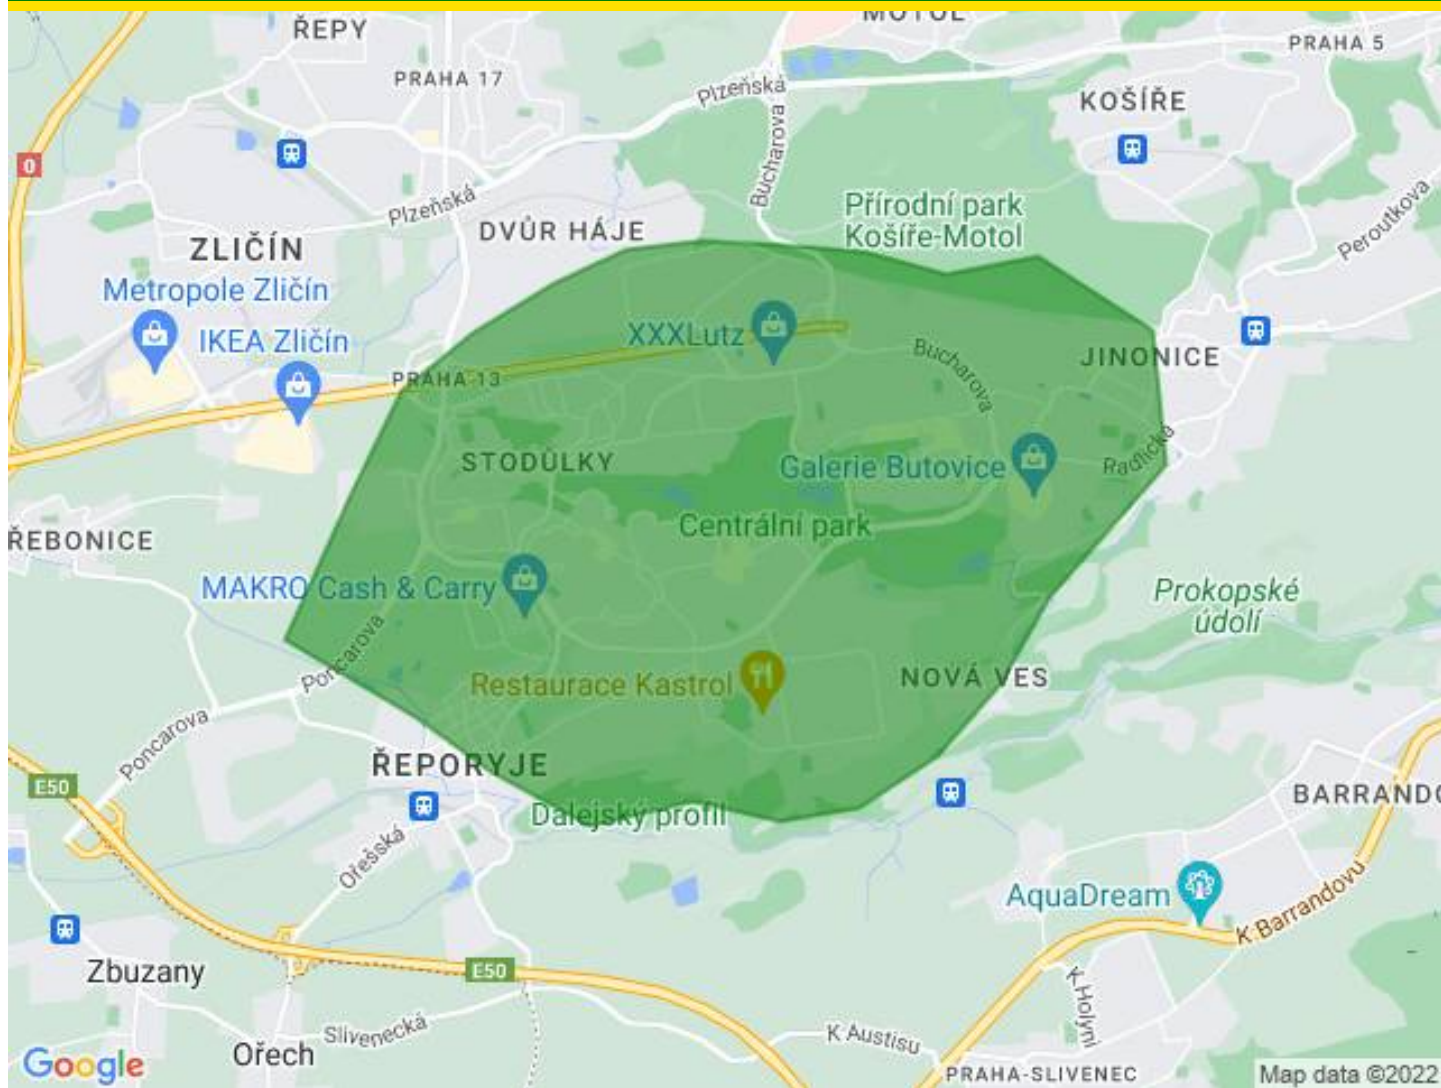 MOTOL
ŘEPY
PRAHA 5
PRAHA 17
Plzeňská
KOŠÍŘE
Bucharova
0
Plzeňská
Přírodní park
Košíře-Motol
Peroutkova
DVŮR HÁJE
ZLIČÍN
Metropole Zličín
XXXLutz
IKEA Zličín
Bucharova
JINONICE
PRAHA 13
STODŮLKY
Galerie Butovice
Radlická
Centrální park
ŘEBONICE
MAKRO Cash & Carry
Prokopské
údolí
Poncarova
Restaurace Kastrol
NOVÁ VES
Poncarova
ŘEPORYJE
E50
BARRANDO
Dalejský profil
Ořešská
AquaDream
K Barrandovu
Zbuzany
E50
K Holyni
Slivenecká
K Austisu
Ořech
Google
PRAHA-SLIVENEC
Map data ©2022